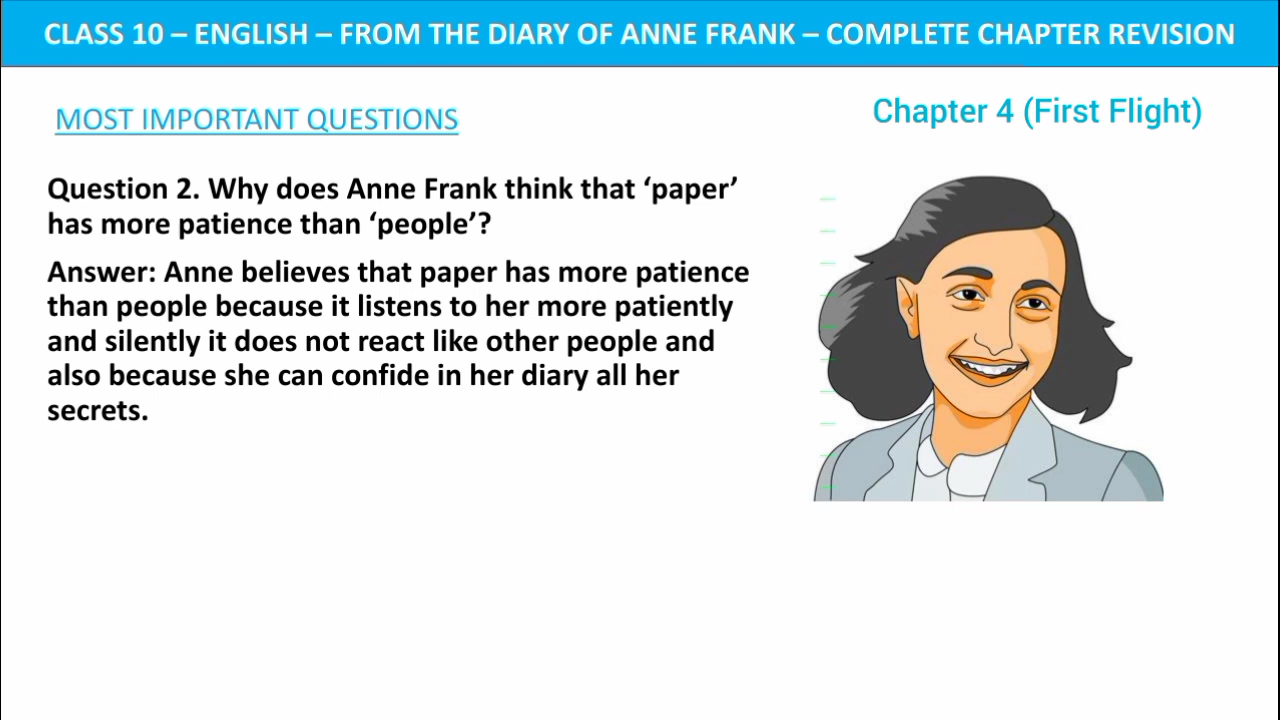 CLASS 10 – ENGLISH – FROM THE DIARY OF ANNE FRANK – COMPLETE CHAPTER REVISION
MOST IMPORTANT QUESTIONS
Chapter 4 (First Flight)
Question 2. Why does Anne Frank think that ‘paper’
has more patience than ‘people’?
Answer: Anne believes that paper has more patience
than people because it listens to her more patiently
and silently it does not react like other people and
also because she can confide in her diary all her
secrets.